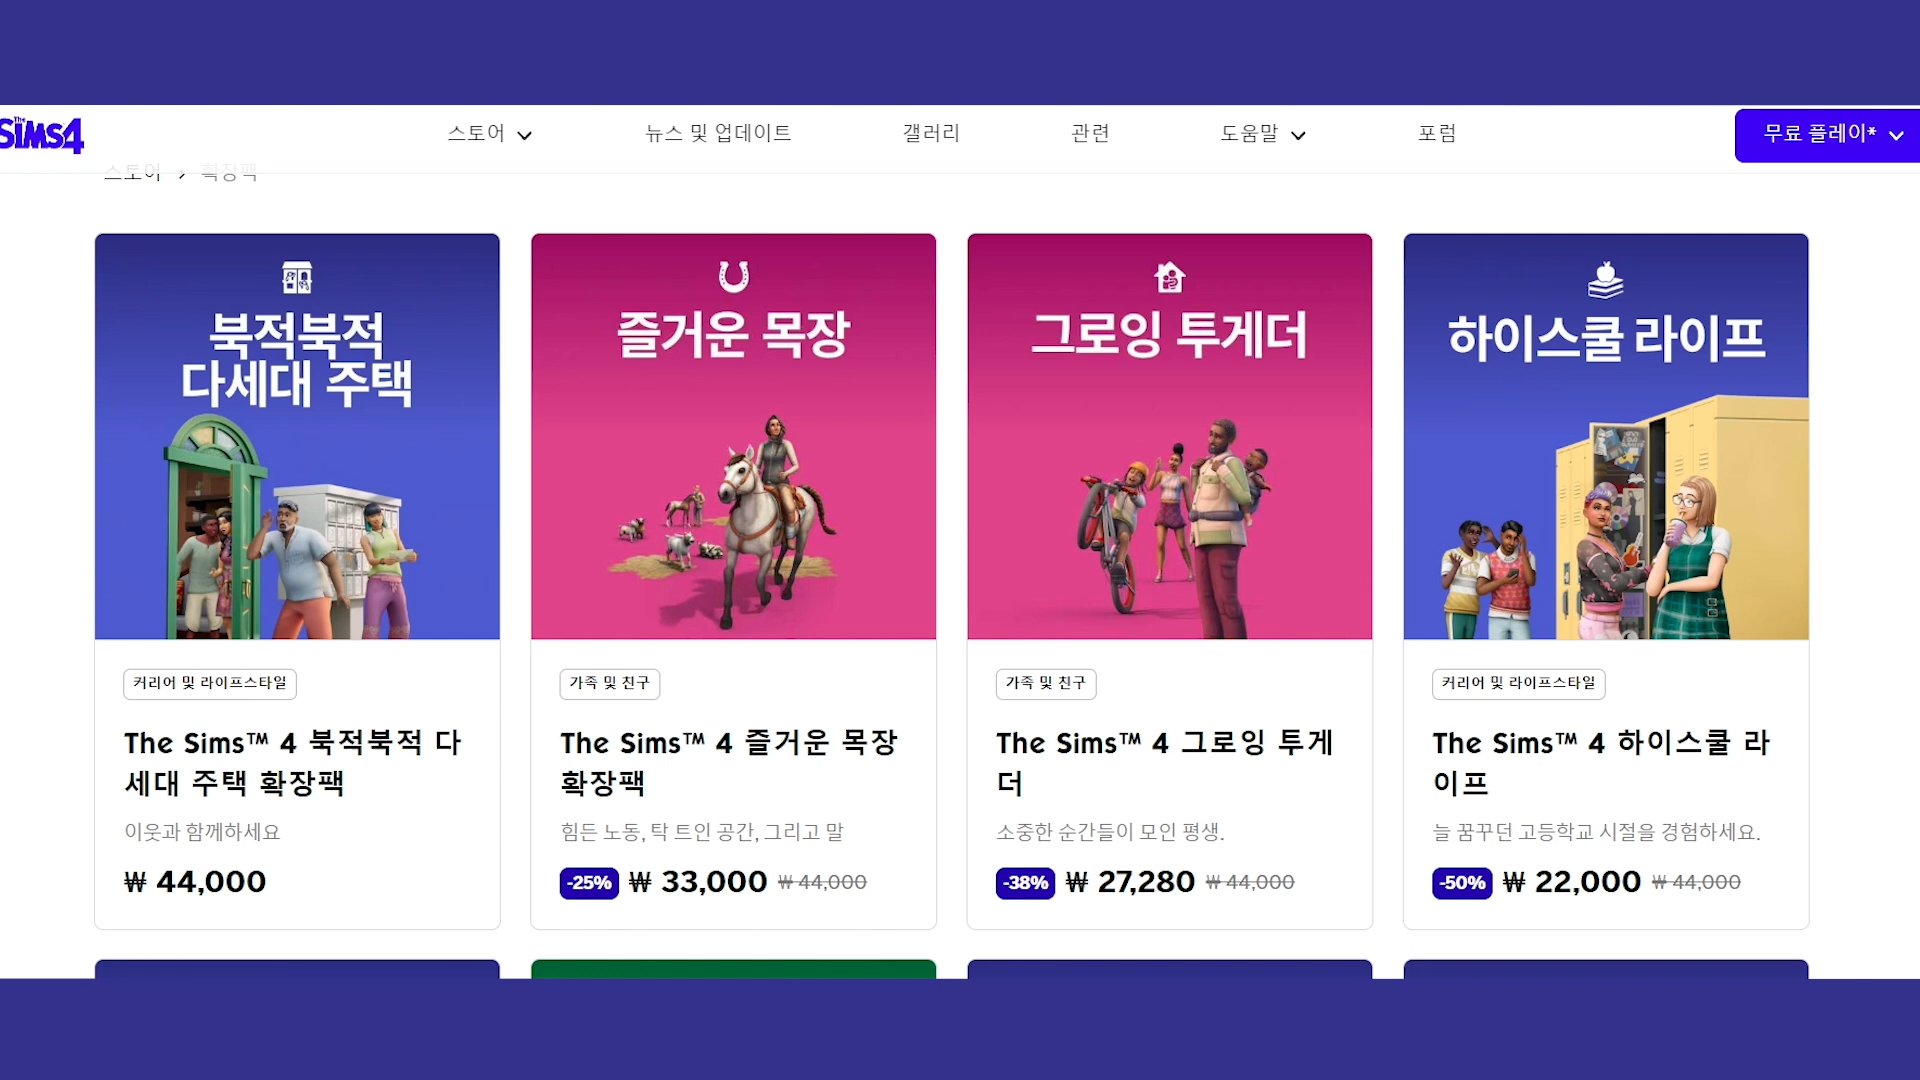 The SiMS4
스토어
뉴스 및 업데이트
갤러리
관련
도움말
포럼
무료 플레이*
스토어 > 확장팩
북적북적
다세대 주택
즐거운 목장
그로잉 투게더
하이스쿨 라이프
커리어 및 라이프스타일
The Sims™ 4 북적북적 다
세대 주택 확장팩
이웃과 함께하세요
₩ 44,000
가족 및 친구
The Sims™ 4 즐거운 목장
확장팩
힘든 노동, 탁 트인 공간, 그리고 말
-25% ₩ 33,000 ₩ 44,000
가족 및 친구
The Sims™ 4 그로잉 투게
더
소중한 순간들이 모인 평생.
-38% ₩ 27,280 ₩ 44,000
커리어 및 라이프스타일
The Sims™ 4 하이스쿨 라
이프
늘 꿈꾸던 고등학교 시절을 경험하세요.
-50% ₩ 22,000 ₩ 44,000